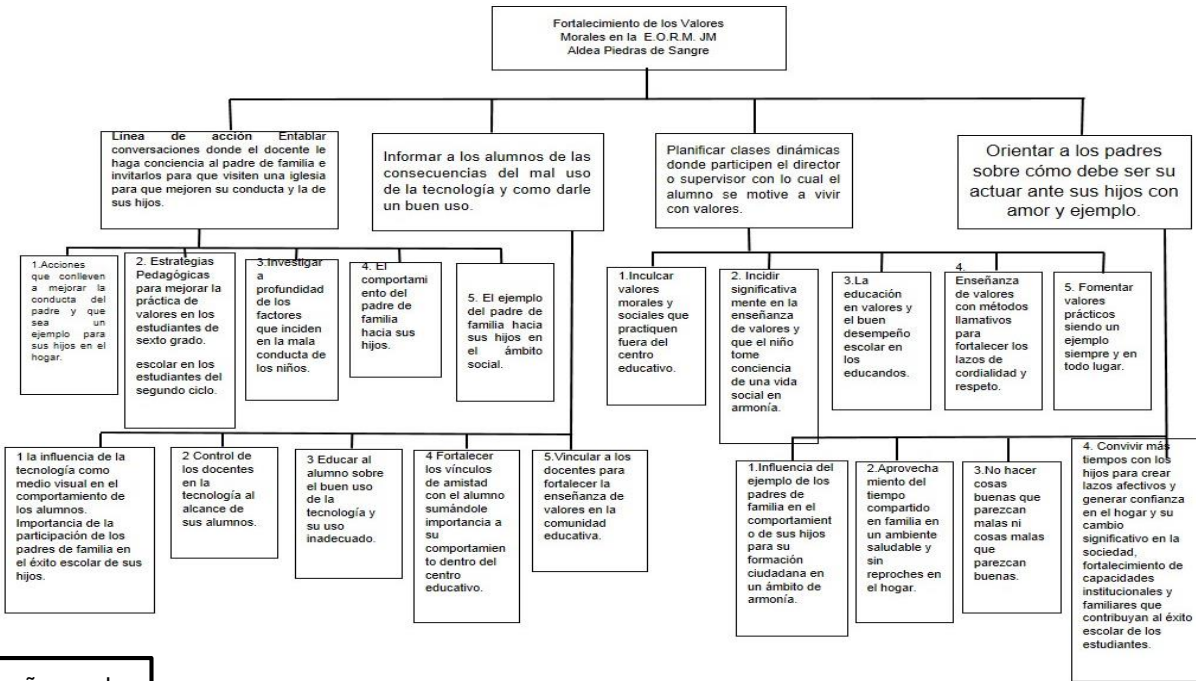 Fortalecimiento de los Valores
Morales en la E.O.R.M. JM
Aldea Piedras de Sangre
Línea de acción Entablar
conversaciones donde el docente le
haga conciencia al padre de familia e
invitarlos para que visiten una iglesia
para que mejoren su conducta y la de
sus hijos.
Informar a los alumnos de las
consecuencias del mal uso
de la tecnología y como darle
un buen uso.
Planificar clases dinámicas
donde participen el director
o supervisor con lo cual el
alumno se motive a vivir
con valores.
Orientar a los padres
sobre cómo debe ser su
actuar ante sus hijos con
amor y ejemplo.
1.Acciones
que conlleven
a mejorar la
conducta del
padre y que
sea un
ejemplo para
sus hijos en el
hogar.
2. Estrategias
Pedagógicas
para mejorar la
práctica de
valores en los
estudiantes de
sexto grado.
escolar en los
estudiantes del
segundo ciclo.
3.Investigar
a
profundidad
de los
factores
que inciden
en la mala
conducta de
los niños.
4. El
comportami
ento del
padre de
familia
hacia sus
hijos.
5. El ejemplo
del padre de
familia hacia
sus hijos en
el ámbito
social.
1.Inculcar
valores
morales y
sociales que
practiquen
fuera del
centro
educativo.
2. Incidir
significativa
mente en la
enseñanza
de valores y
que el niño
tome
conciencia
de una vida
social en
armonía.
3.La
educación
en valores y
el buen
desempeño
escolar en
los
educandos.
4.
Enseñanza
de valores
con métodos
llamativos
para
fortalecer los
lazos de
cordialidad y
respeto.
5. Fomentar
valores
prácticos
siendo un
ejemplo
siempre y en
todo lugar.
1 la influencia de la
tecnología como
medio visual en el
comportamiento de
los alumnos.
Importancia de la
participación de los
padres de familia en
el éxito escolar de sus
hijos.
2 Control de
los docentes
en la
tecnología al
alcance de
sus alumnos.
3 Educar al
alumno sobre
el buen uso
de la
tecnología y
su uso
inadecuado.
4 Fortalecer
los vínculos
de amistad
con el alumno
sumándole
importancia a
su
comportamien
to dentro del
centro
educativo.
5.Vincular a los
docentes para
fortalecer la
enseñanza de
valores en la
comunidad
educativa.
1.Influencia del
ejemplo de los
padres de
familia en el
comportamient
o de sus hijos
para su
formación
ciudadana en
un ámbito de
armonía.
2.Aprovecha
miento del
tiempo
compartido
en familia en
un ambiente
saludable y
sin
reproches en
el hogar.
3.No hacer
cosas
buenas que
parezcan
malas ni
cosas malas
que
parezcan
buenas.
4. Convivir más
tiempos con los
hijos para crear
lazos afectivos y
generar confianza
en el hogar y su
cambio
significativo en la
sociedad,
fortalecimiento de
capacidades
institucionales y
familiares que
contribuyan al éxito
escolar de los
estudiantes.